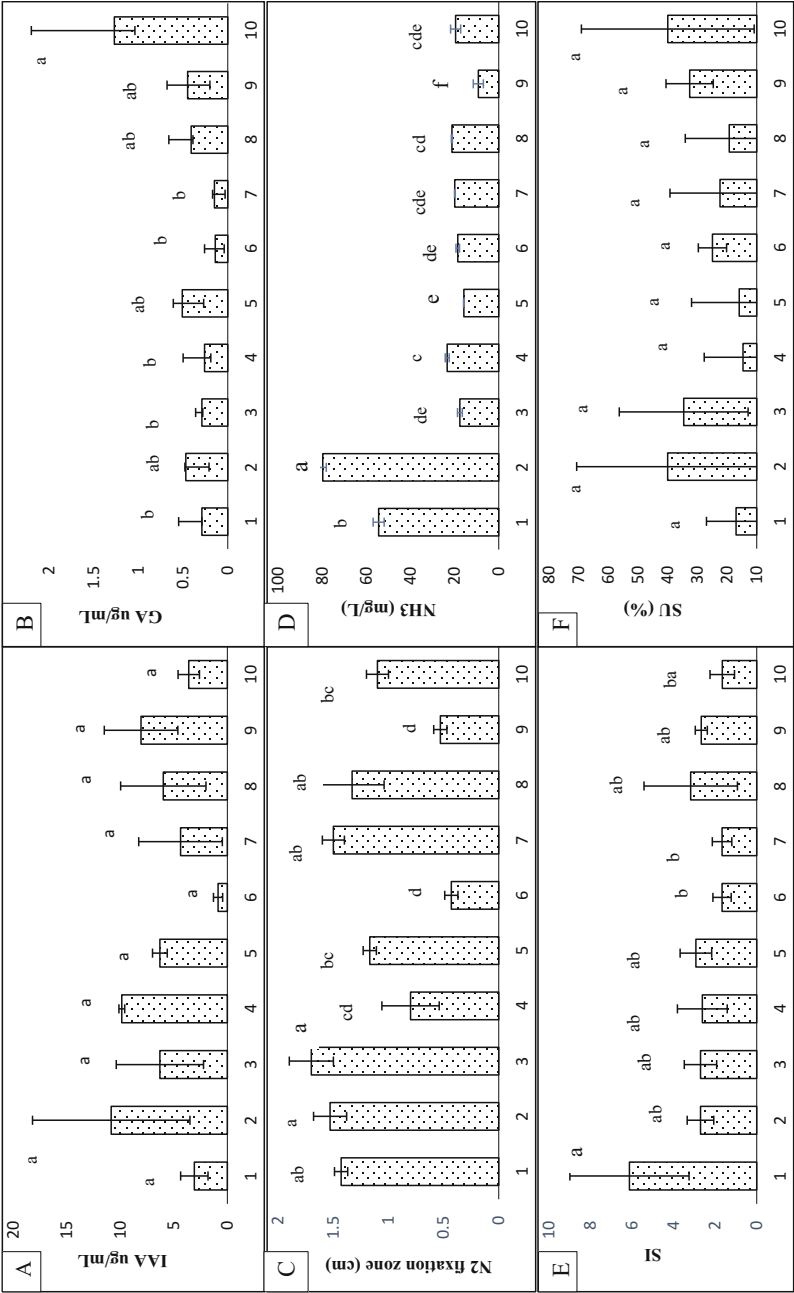 A
IAA ug/mL
20
15
10
5
0
a
a
a
a
a
a
a
a
a
a
1 2 3 4 5 6 7 8 9 10
B
GA ug/mL
2
1.5
1
0.5
0
b
ab
b
b
ab
b
b
ab
ab
a
1 2 3 4 5 6 7 8 9 10
C
N2 fixation zone (cm)
2
1.5
1
0.5
0
ab
a
a
cd
bc
d
ab
ab
d
bc
1 2 3 4 5 6 7 8 9 10
D
NH3 (mg/L)
100
80
60
40
20
0
b
a
de
c
e
de
cde
cd
f
cde
1 2 3 4 5 6 7 8 9 10
E
SI
10
8
6
4
2
0
a
ab
ab
ab
ab
b
b
ab
ab
ba
1 2 3 4 5 6 7 8 9 10
F
SU (%)
80
70
60
50
40
30
20
10
a
a
a
a
a
a
a
a
a
a
1 2 3 4 5 6 7 8 9 10